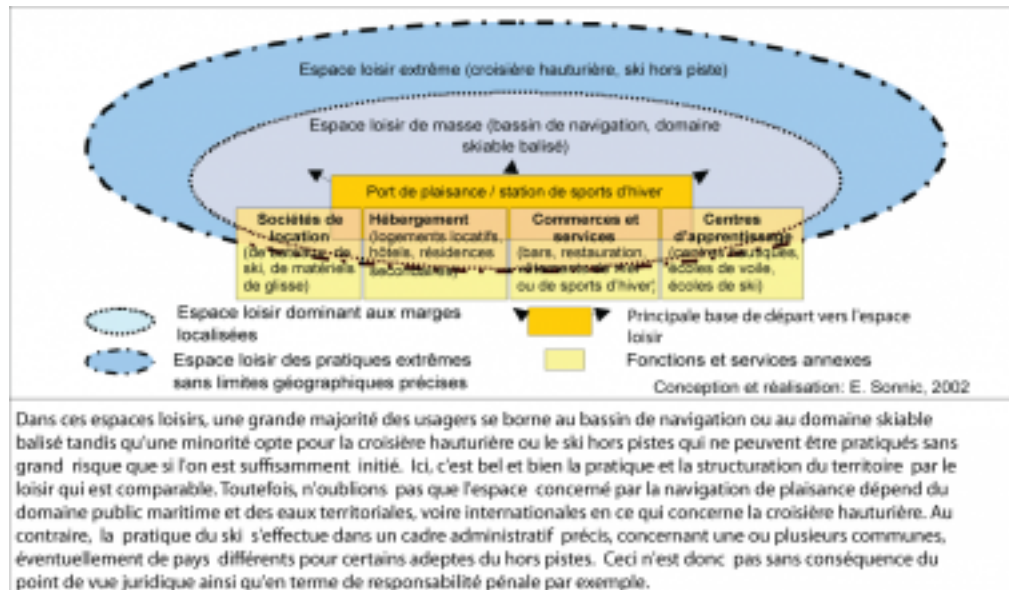 Espace loisir extrême (croisière hauturière, ski hors piste)
Espace loisir de masse (bassin de navigation, domaine
skiable balisé)
Port de plaisance / station de sports d'hiver
Sociétés de
location
ski, de matériels
de glisse)
Hébergement
(logements locatifs,
hôtels, résidences
Commerces et
services
(bars, restauration,
ou de sports d'hiver)
Centres
d'apprentissage
(centres nautiques,
écoles de voile,
écoles de ski)
Espace loisir dominant aux marges
localisées
Espace loisir des pratiques extrêmes
sans limites géographiques précises
Principale base de départ vers l'espace
loisir
Fonctions et services annexes
Conception et réalisation: E. Sonnic, 2002
Dans ces espaces loisirs, une grande majorité des usagers se borne au bassin de navigation ou au domaine skiable
balisé tandis qu'une minorité opte pour la croisière hauturière ou le ski hors pistes qui ne peuvent être pratiqués sans
grand risque que si l'on est suffisamment initié. Ici, c'est bel et bien la pratique et la structuration du territoire par le
loisir qui est comparable. Toutefois, n'oublions pas que l'espace concerné par la navigation de plaisance dépend du
domaine public maritime et des eaux territoriales, voire internationales en ce qui concerne la croisière hauturière. Au
contraire, la pratique du ski s'effectue dans un cadre administratif précis, concernant une ou plusieurs communes,
éventuellement de pays différents pour certains adeptes du hors pistes. Ceci n'est donc pas sans conséquence du
point de vue juridique ainsi qu'en terme de responsabilité pénale par exemple.